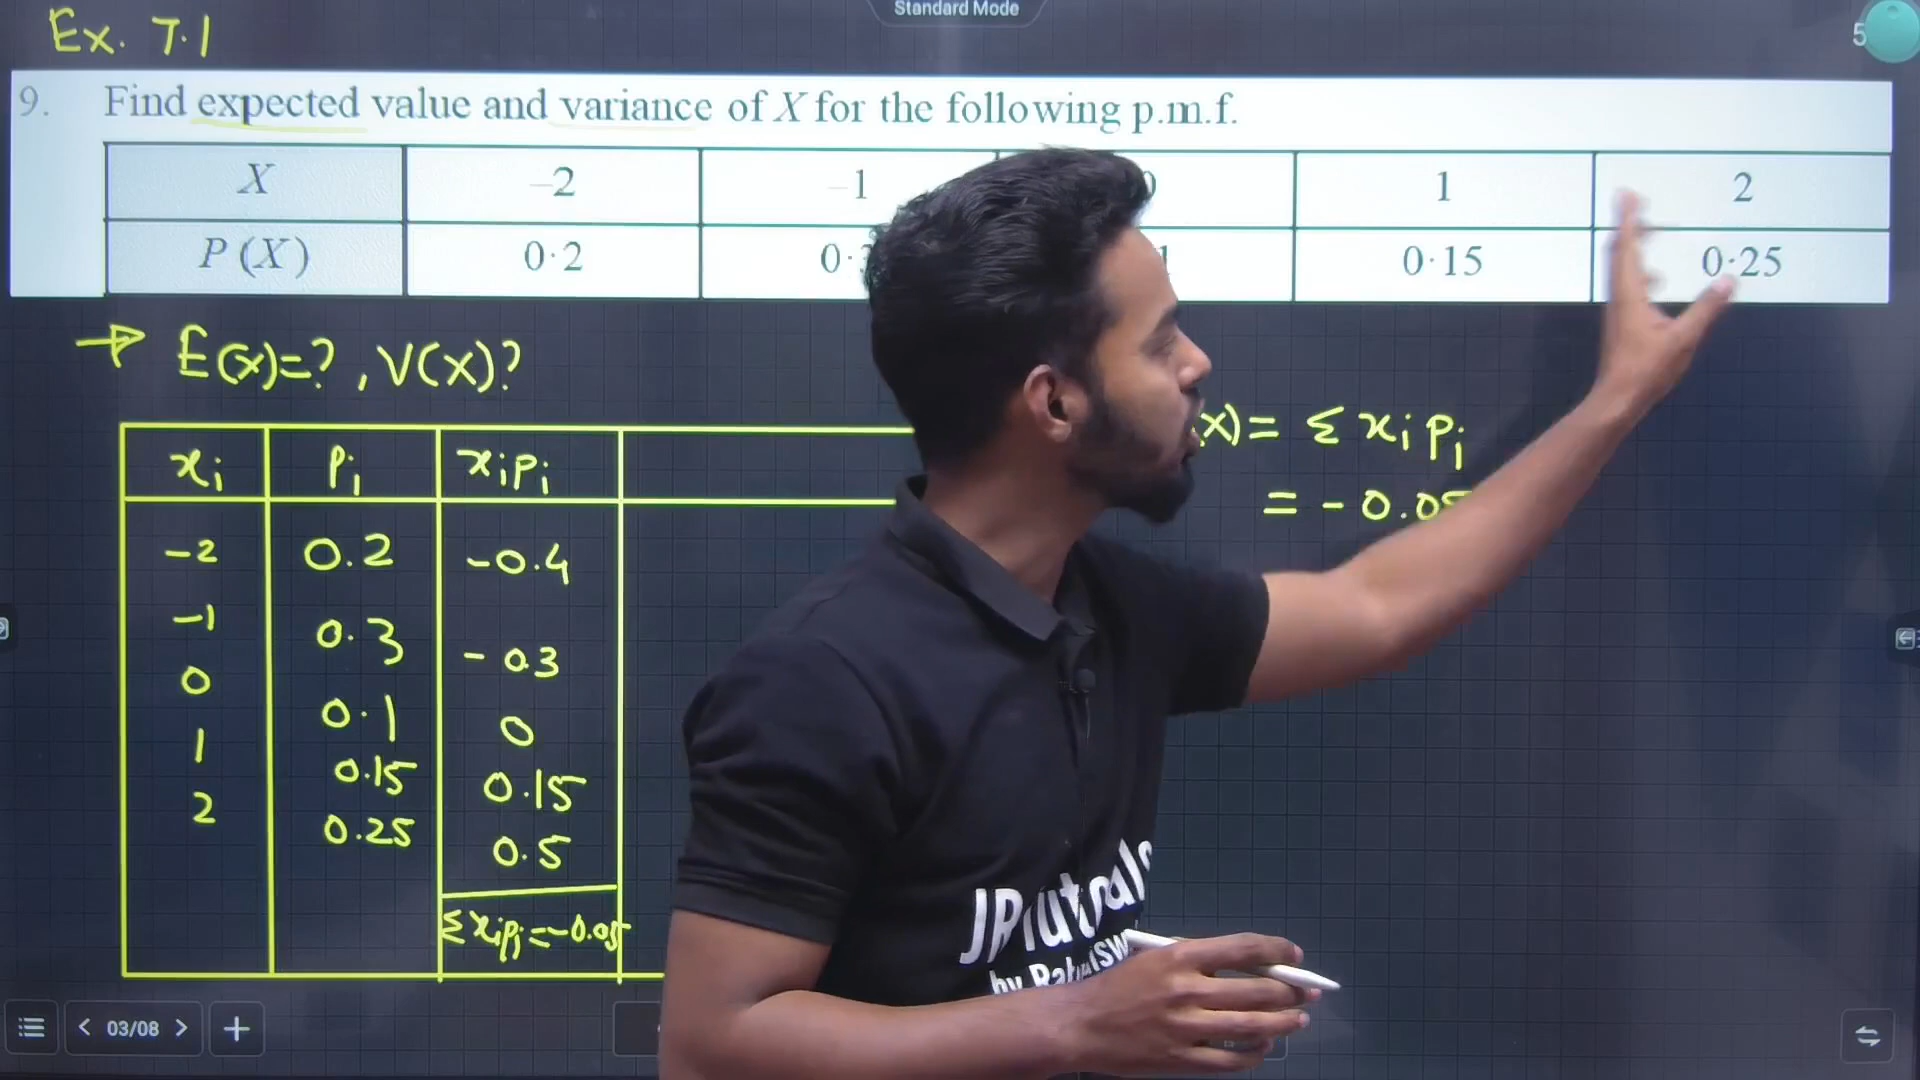 Standard Mode
Ex. 7.1
5
9. Find expected value and variance of X for the following p.m.f.
X -2 -1 1 2
P (X) 0·2 0·15 0·25
→ E(x)=? , V(X)?
xi Pi xipi
-2 0.2 -0.4
-1 0.3 -0.3
0 0.1 0
1 0.15 0.15
2 0.25 0.5
Σxipi=-0.05
x)= Σ xi pi
= -0.05
03/08